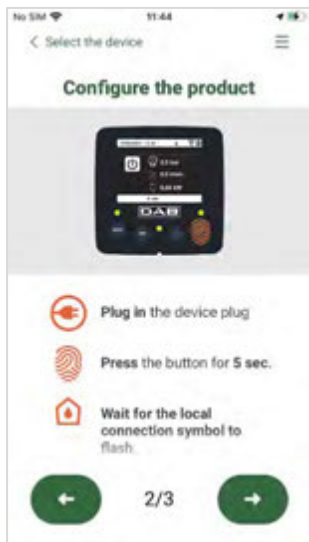 No SIM 11:44
< Select the device
Configure the product
DAB
Plug in the device plug
Press the button for 5 sec.
Wait for the local
connection symbol to
flash.
2/3